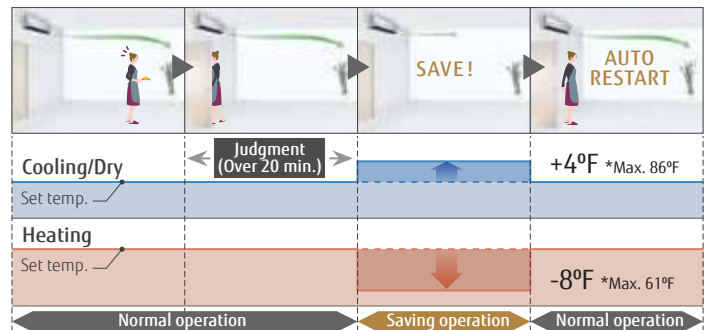 SAVE!
AUTO
RESTART
Judgment
(Over 20 min.)
Cooling/Dry
+4ºF *Max. 86ºF
Set temp.
Heating
Set temp.
-8ºF *Max. 61ºF
Normal operation
Saving operation
Normal operation